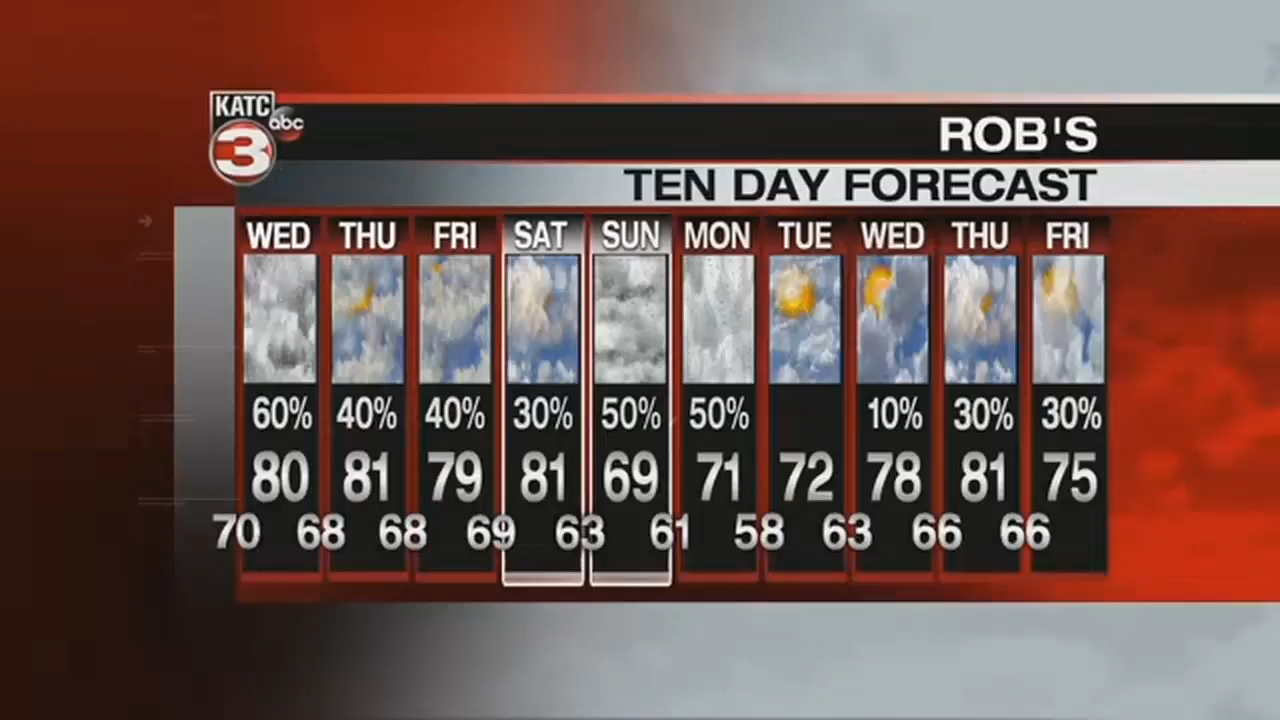 KATC
abc
3
ROB'S
TEN DAY FORECAST
WED THU FRI SAT SUN MON TUE WED THU FRI
60% 40% 40% 30% 50% 50% 10% 30% 30%
80 81 79 81 69 71 72 78 81 75
70 68 68 69 63 61 58 63 66 66